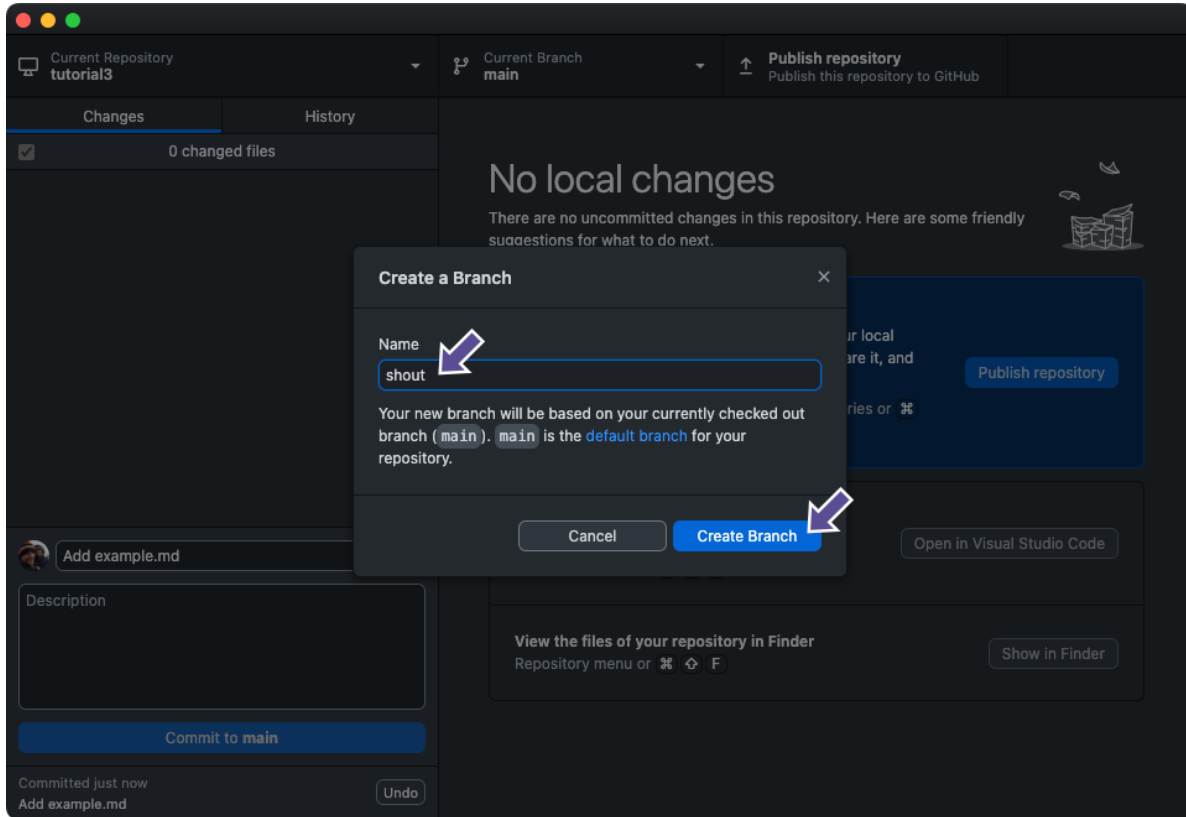 Current Repository
tutorial3
Current Branch
main
Publish repository
Publish this repository to GitHub
Changes
History
0 changed files
No local changes
There are no uncommitted changes in this repository. Here are some friendly
suggestions for what to do next.
Create a Branch
Name
shout
Your new branch will be based on your currently checked out
branch (main). main is the default branch for your
repository.
Cancel
Create Branch
ur local
are it, and
Publish repository
ries or ⌘
Open in Visual Studio Code
View the files of your repository in Finder
Repository menu or ⌘ ⇧ F
Show in Finder
Add example.md
Description
Commit to main
Committed just now
Add example.md
Undo